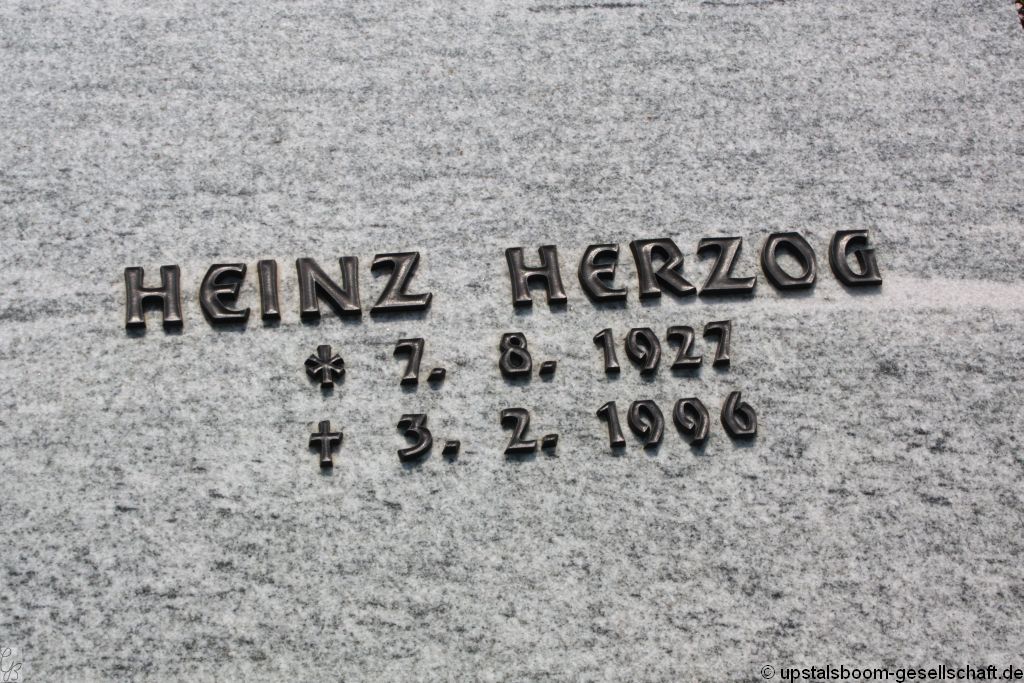 HEINZ HERZOG
* 7. 8. 1927
† 3. 2. 1996
© upstalsboom-gesellschaft.de